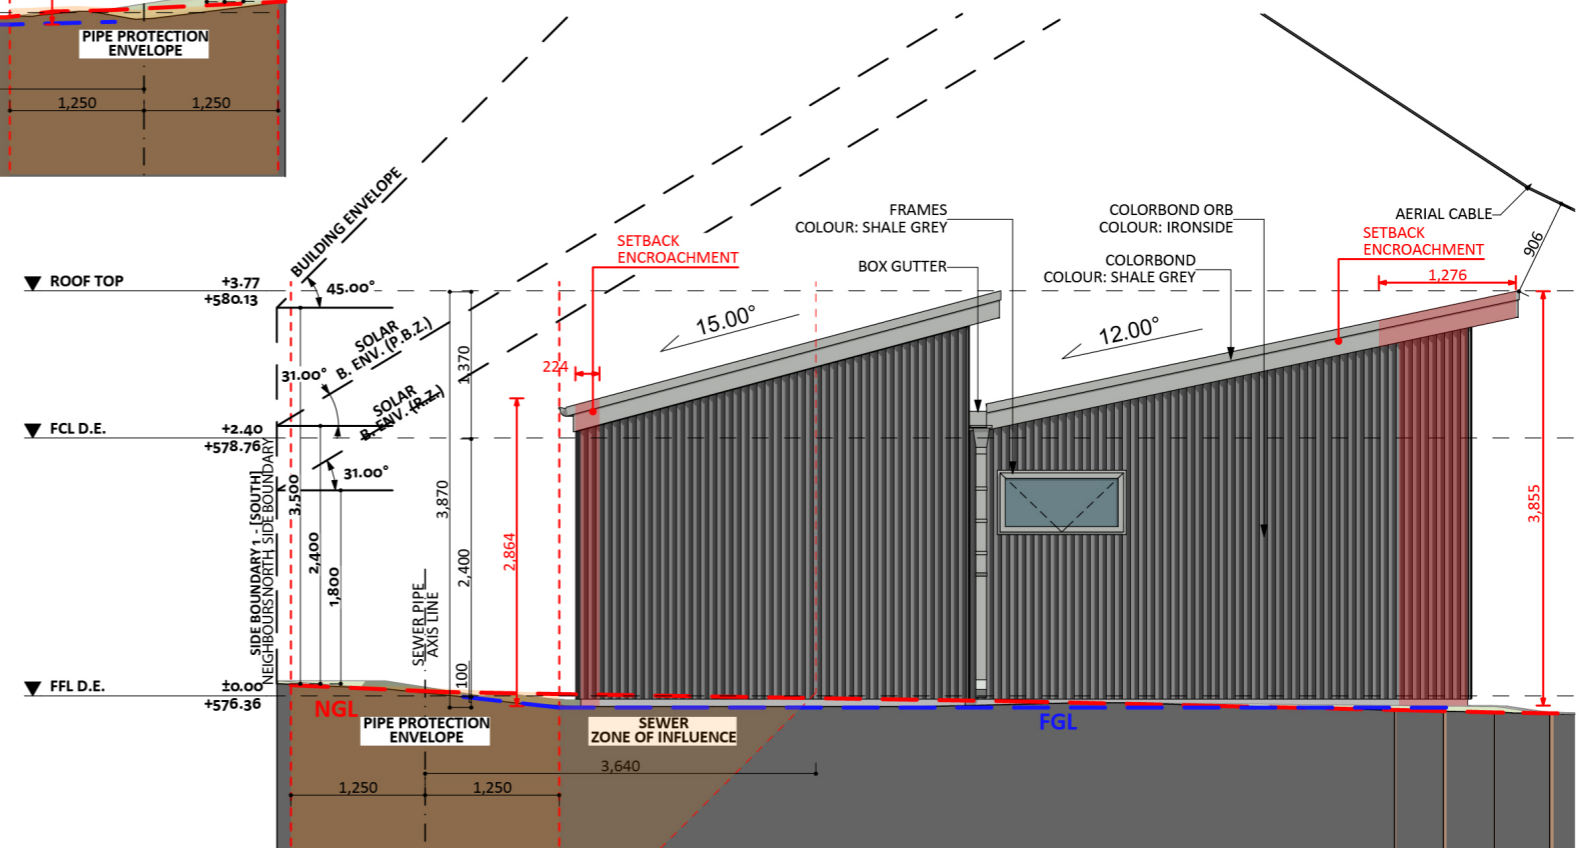 PIPE PROTECTION
ENVELOPE
1,250
1,250
BUILDING ENVELOPE
45.00°
SOLAR
B. ENV. (P.B.Z.)
31.00°
SOLAR
B. ENV. (R.Z.)
31.00°
ROOF TOP
+3.77
+580.13
FCL D.E.
+2.40
+578.76
FFL D.E.
±0.00
+576.36
SIDE BOUNDARY 1 - [SOUTH]
NEIGHBOURS NORTH SIDE BOUNDARY
3,500
2,400
1,800
SEWER PIPE
AXIS LINE
3,870
1,370
2,400
100
2,864
224
SETBACK
ENCROACHMENT
15.00°
FRAMES
COLOUR: SHALE GREY
BOX GUTTER
COLORBOND ORB
COLOUR: IRONSIDE
COLORBOND
COLOUR: SHALE GREY
12.00°
AERIAL CABLE
SETBACK
ENCROACHMENT
1,276
906
3,855
NGL
PIPE PROTECTION
ENVELOPE
SEWER
ZONE OF INFLUENCE
FGL
3,640
1,250
1,250